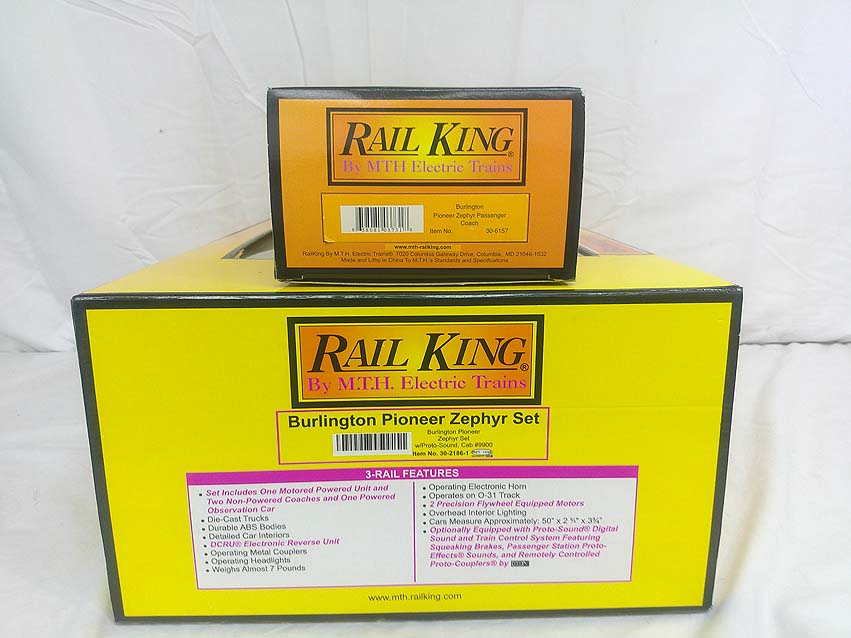 RAIL KING®
By MTH Electric Trains
Burlington
Pioneer Zephyr Passenger
Coach
Item No. 30-6157
www.mth-railking.com
RailKing By M.T.H. Electric Trains® 7020 Columbia Gateway Drive, Columbia, MD 21046-1532
Made and Litho in China To M.T.H.'s Standards and Specifications
RAIL KING®
By M.T.H. Electric Trains
Burlington Pioneer Zephyr Set
Burlington Pioneer
Zephyr Set
w/Proto-Sound, Cab #9900
Item No. 30-2186-1
3-RAIL FEATURES
• Set Includes One Motored Powered Unit and
Two Non-Powered Coaches and One Powered
Observation Car
• Die-Cast Trucks
• Durable ABS Bodies
• Detailed Car Interiors
• DCRU® Electronic Reverse Unit
• Operating Metal Couplers
• Operating Headlights
• Weighs Almost 7 Pounds
• Operating Electronic Horn
• Operates on O-31 Track
• 2 Precision Flywheel Equipped Motors
• Overhead Interior Lighting
• Cars Measure Approximately: 50" x 2 ¾" x 3¾"
• Optionally Equipped with Proto-Sound® Digital
Sound and Train Control System Featuring
Squeaking Brakes, Passenger Station Proto-
Effects® Sounds, and Remotely Controlled
Proto-Couplers® by
www.mth.railking.com